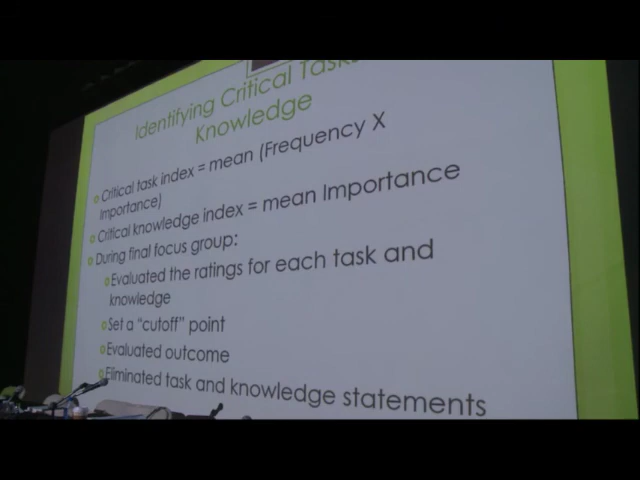 Identifying Critical Tasks
Knowledge
Critical task index = mean (Frequency X
Importance)
Critical knowledge index = mean Importance
During final focus group:
Evaluated the ratings for each task and
knowledge
Set a "cutoff" point
Evaluated outcome
Eliminated task and knowledge statements